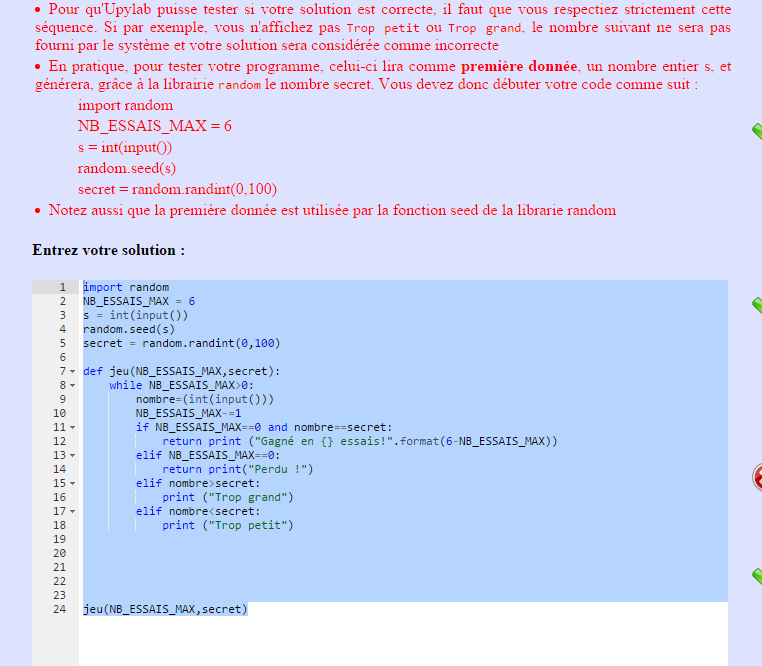 • Pour qu'Upylab puisse tester si votre solution est correcte, il faut que vous respectiez strictement cette
séquence. Si par exemple, vous n'affichez pas Trop petit ou Trop grand, le nombre suivant ne sera pas
fourni par le système et votre solution sera considérée comme incorrecte
• En pratique, pour tester votre programme, celui-ci lira comme première donnée, un nombre entier s, et
générera, grâce à la librairie random le nombre secret. Vous devez donc débuter votre code comme suit :
import random
NB_ESSAIS_MAX = 6
s = int(input())
random.seed(s)
secret = random.randint(0,100)
• Notez aussi que la première donnée est utilisée par la fonction seed de la librarie random
Entrez votre solution :
1 import random
2 NB_ESSAIS_MAX = 6
3 s = int(input())
4 random.seed(s)
5 secret = random.randint(0,100)
6
7 def jeu(NB_ESSAIS_MAX,secret):
8 while NB_ESSAIS_MAX>0:
9 nombre=(int(input()))
10 NB_ESSAIS_MAX-=1
11 if NB_ESSAIS_MAX==0 and nombre==secret:
12 return print ("Gagné en {} essais!".format(6-NB_ESSAIS_MAX))
13 elif NB_ESSAIS_MAX==0:
14 return print("Perdu !")
15 elif nombre>secret:
16 print ("Trop grand")
17 elif nombre<secret:
18 print ("Trop petit")
19
20
21
22
23
24 jeu(NB_ESSAIS_MAX,secret)